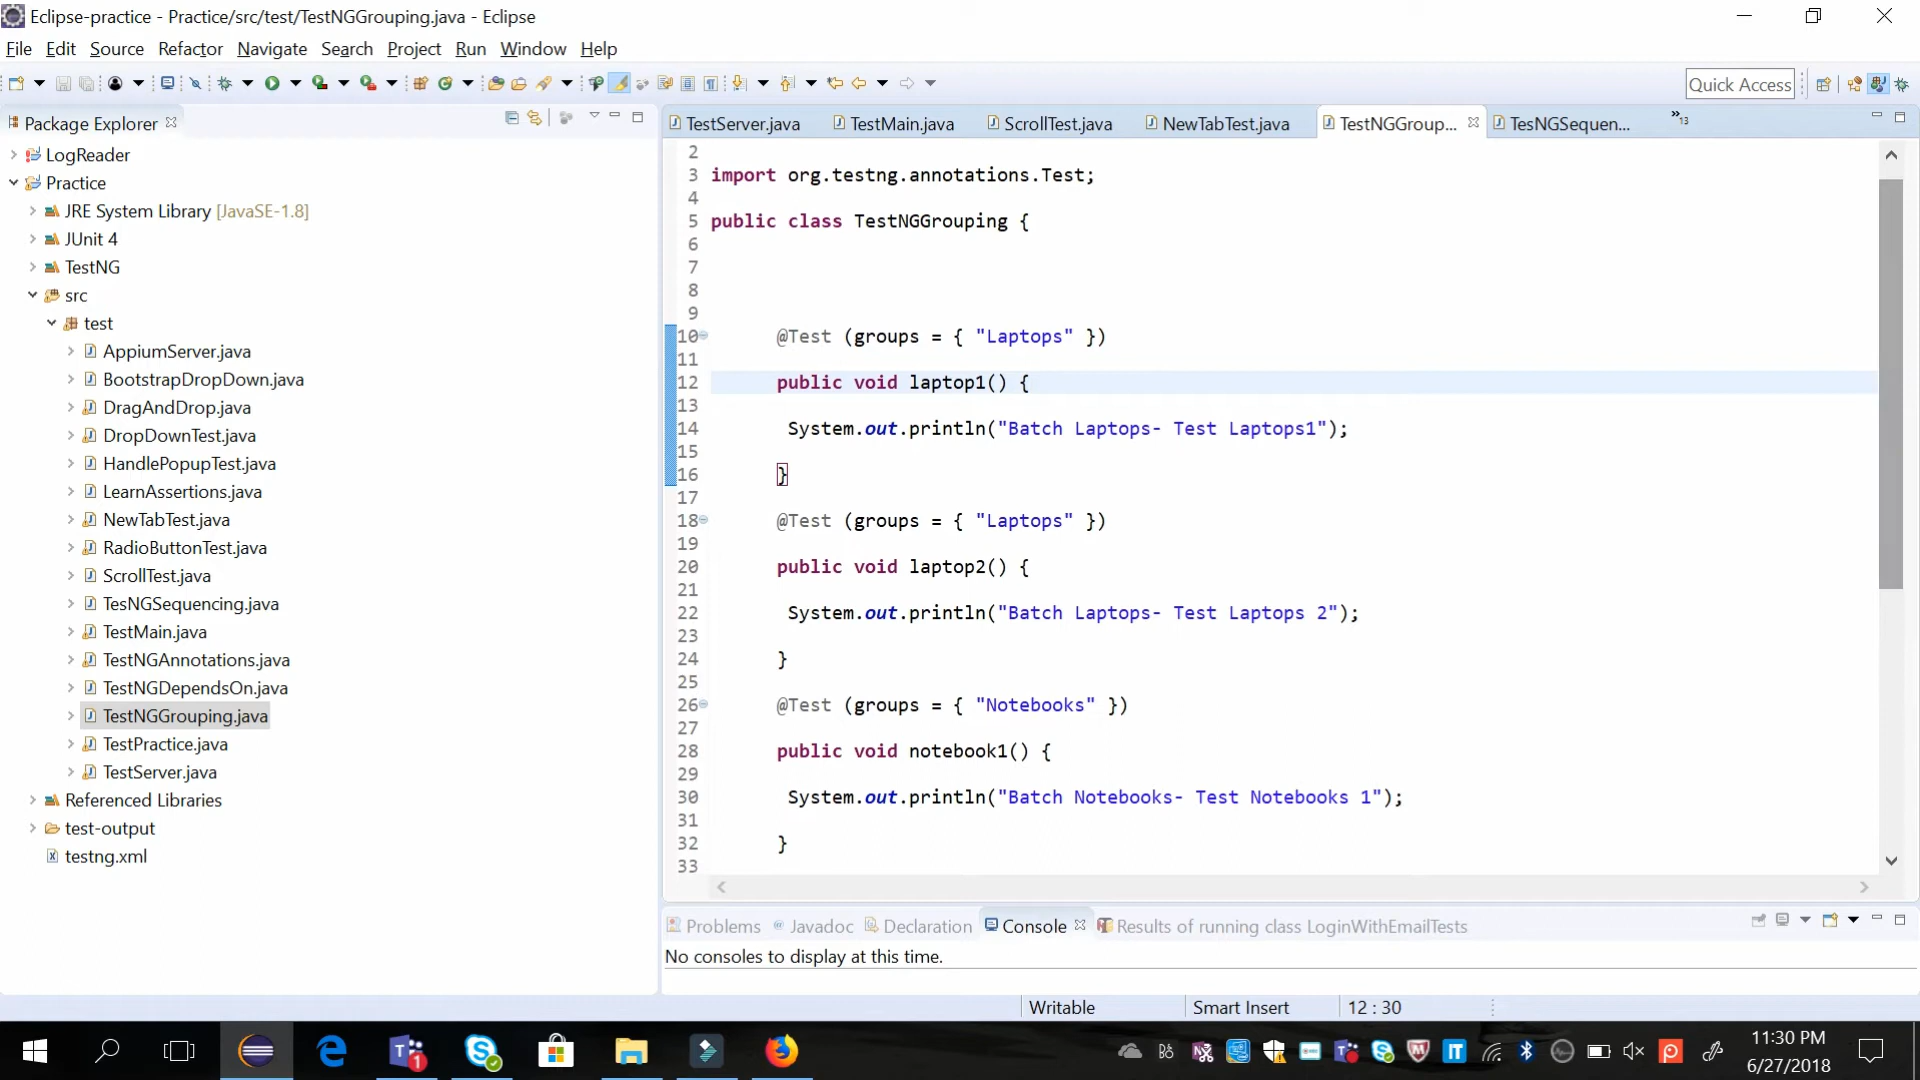 Eclipse-practice - Practice/src/test/TestNGGrouping.java - Eclipse
File Edit Source Refactor Navigate Search Project Run Window Help
Quick Access
Package Explorer
LogReader
Practice
JRE System Library [JavaSE-1.8]
JUnit 4
TestNG
src
test
AppiumServer.java
BootstrapDropDown.java
DragAndDrop.java
DropDownTest.java
HandlePopupTest.java
LearnAssertions.java
NewTabTest.java
RadioButtonTest.java
ScrollTest.java
TesNGSequencing.java
TestMain.java
TestNGAnnotations.java
TestNGDependsOn.java
TestNGGrouping.java
TestPractice.java
TestServer.java
Referenced Libraries
test-output
testng.xml
TestServer.java TestMain.java ScrollTest.java NewTabTest.java TestNGGroup... TesNGSequen... »13
2
3 import org.testng.annotations.Test;
4
5 public class TestNGGrouping {
6
7
8
9
10 @Test (groups = { "Laptops" })
11
12 public void laptop1() {
13
14 System.out.println("Batch Laptops- Test Laptops1");
15
16 }
17
18 @Test (groups = { "Laptops" })
19
20 public void laptop2() {
21
22 System.out.println("Batch Laptops- Test Laptops 2");
23
24 }
25
26 @Test (groups = { "Notebooks" })
27
28 public void notebook1() {
29
30 System.out.println("Batch Notebooks- Test Notebooks 1");
31
32 }
33
Problems @ Javadoc Declaration Console Results of running class LoginWithEmailTests
No consoles to display at this time.
Writable Smart Insert 12 : 30
11:30 PM
6/27/2018